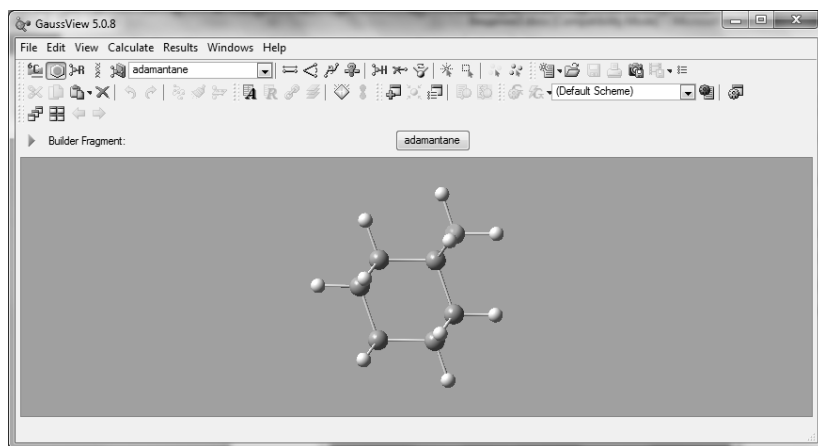 GaussView 5.0.8
File Edit View Calculate Results Windows Help
adamantane
(Default Scheme)
Builder Fragment: adamantane